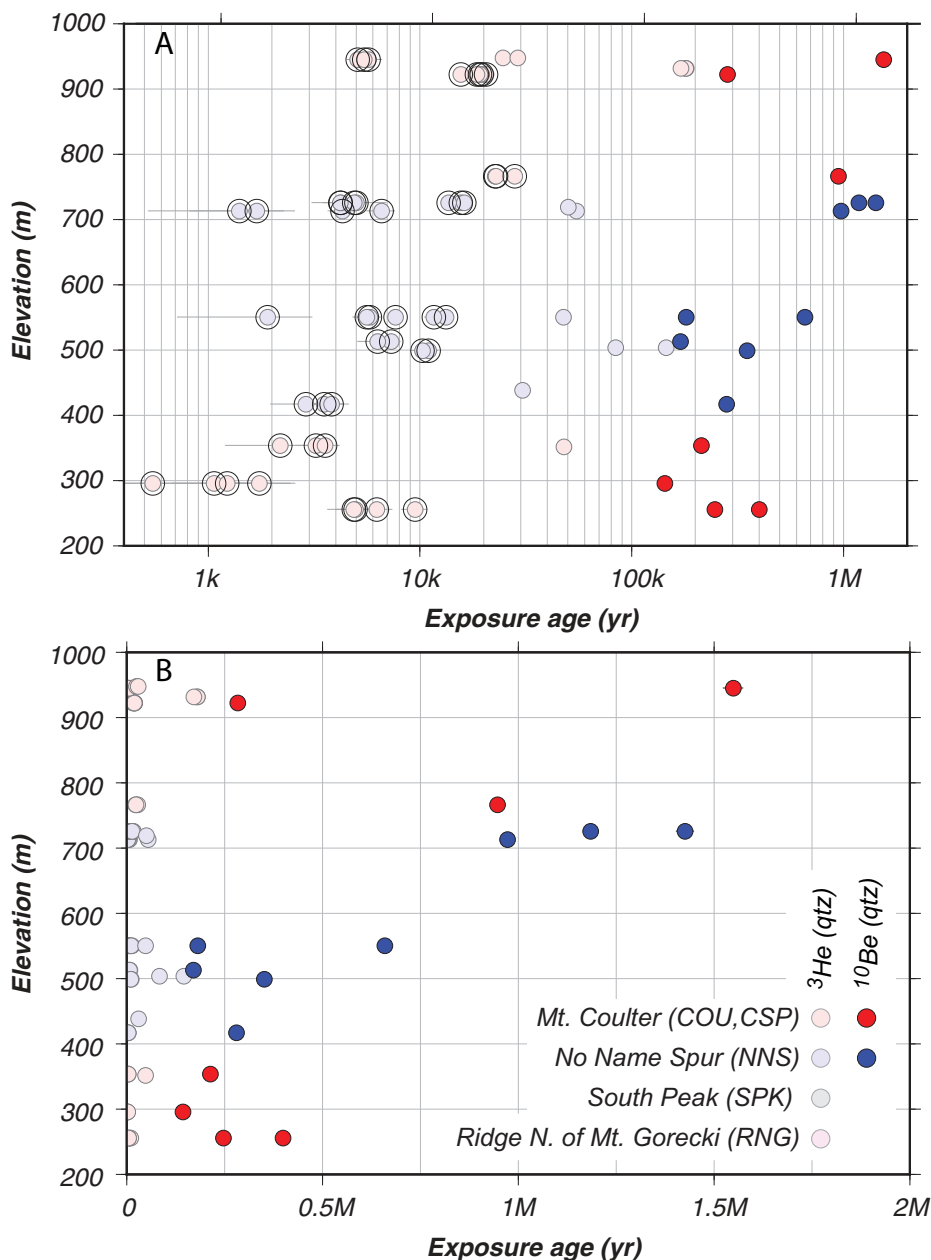 A
1000
900
800
700
600
500
400
300
200
Elevation (m)
1k 10k 100k 1M
Exposure age (yr)
B
1000
900
800
700
600
500
400
300
200
Elevation (m)
³He (qtz)
¹⁰Be (qtz)
Mt. Coulter (COU,CSP)
No Name Spur (NNS)
South Peak (SPK)
Ridge N. of Mt. Gorecki (RNG)
0 0.5M 1M 1.5M 2M
Exposure age (yr)